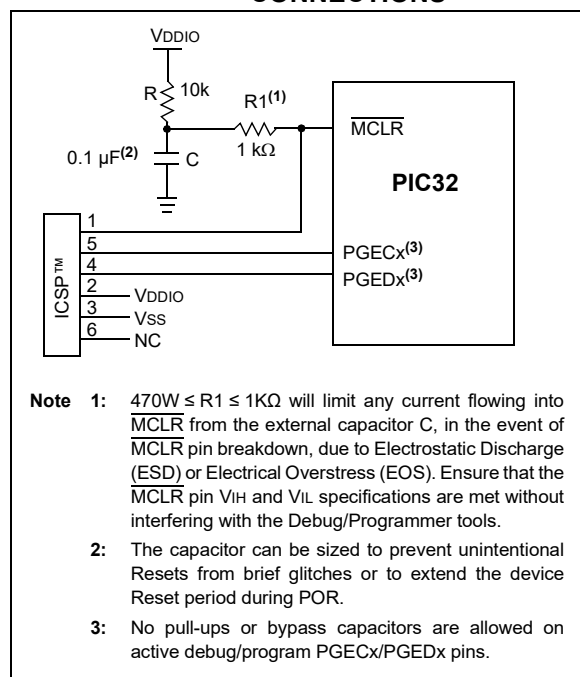 CONNECTIONS
VDDIO
R 10k
R1(1)
1 kΩ
0.1 µF(2) C
MCLR
PIC32
ICSP™
1
5
4
2
3
6
PGECx(3)
PGEDx(3)
VDDIO
VSS
NC
Note 1: 470W ≤ R1 ≤ 1KΩ will limit any current flowing into
MCLR from the external capacitor C, in the event of
MCLR pin breakdown, due to Electrostatic Discharge
(ESD) or Electrical Overstress (EOS). Ensure that the
MCLR pin VIH and VIL specifications are met without
interfering with the Debug/Programmer tools.
2: The capacitor can be sized to prevent unintentional
Resets from brief glitches or to extend the device
Reset period during POR.
3: No pull-ups or bypass capacitors are allowed on
active debug/program PGECx/PGEDx pins.